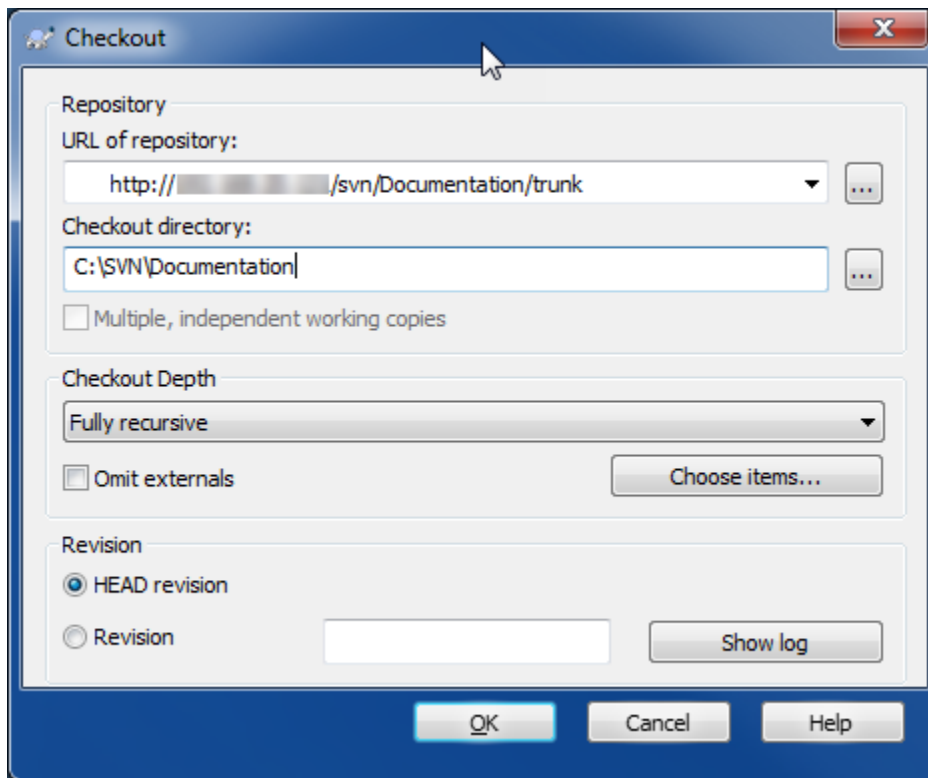 Checkout
Repository
URL of repository:
http:// /svn/Documentation/trunk
...
Checkout directory:
C:\SVN\Documentation
...
Multiple, independent working copies
Checkout Depth
Fully recursive
Omit externals
Choose items...
Revision
HEAD revision
Revision
Show log
OK
Cancel
Help